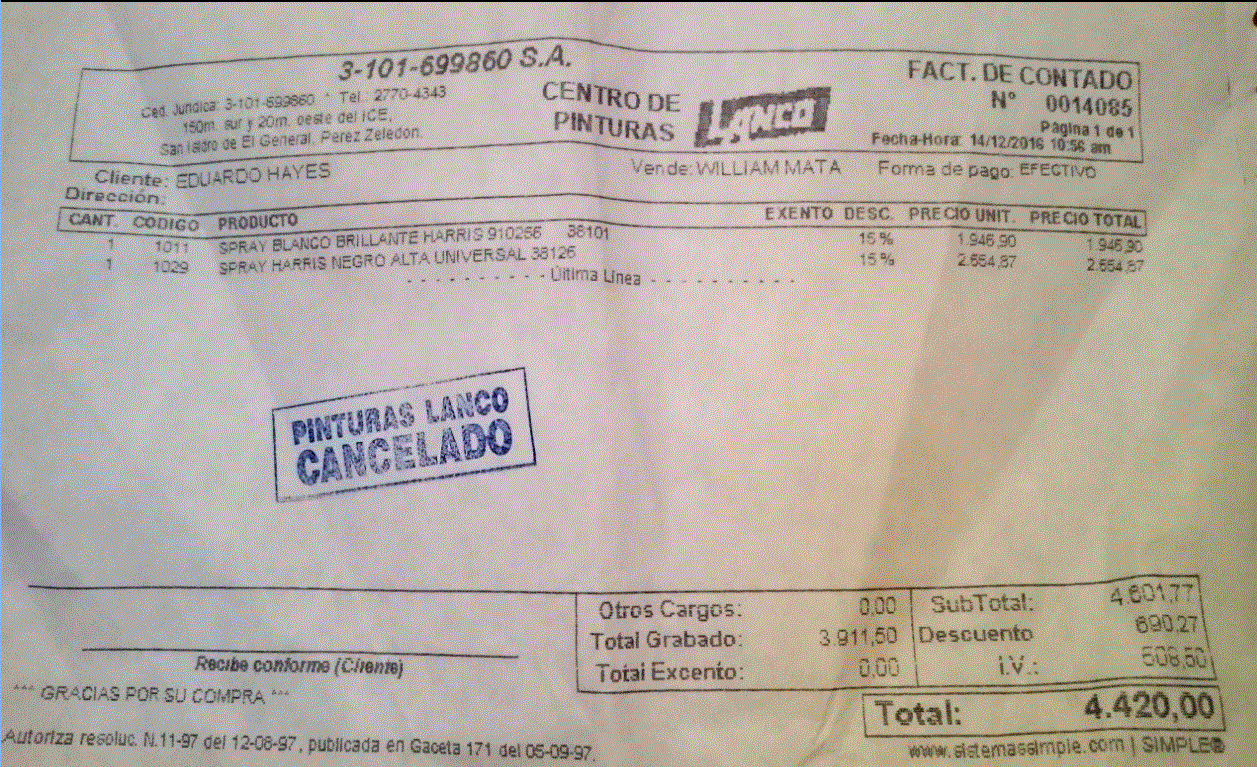 3-101-699860 S.A.
Ced. Jurídica: 3-101-699860 * Tel.: 2770-4343
150m. sur y 20m. oeste del ICE,
San Isidro de El General, Perez Zeledon.
CENTRO DE
PINTURAS
LANCO
FACT. DE CONTADO
N° 0014085
Página 1 de 1
Fecha-Hora: 14/12/2016 10:56 am
Cliente: EDUARDO HAYES
Vende: WILLIAM MATA Forma de pago: EFECTIVO
Dirección:
CANT. CODIGO PRODUCTO EXENTO DESC. PRECIO UNIT. PRECIO TOTAL
1 1011 SPRAY BLANCO BRILLANTE HARRIS 910266 38101 15 % 1.946,90 1.946,90
1 1029 SPRAY HARRIS NEGRO ALTA UNIVERSAL 38126 15 % 2.654,87 2.654,87
- - - - - - - - - Última Linea - - - - - - - - - -
PINTURAS LANCO
CANCELADO
Otros Cargos: 0,00 SubTotal: 4.601,77
Total Grabado: 3.911,50 Descuento 690,27
Total Excento: 0,00 I.V.: 508,50
Recibe conforme (Cliente)
*** GRACIAS POR SU COMPRA ***
Total: 4.420,00
Autoriza resoluc. N.11-97 del 12-08-97, publicada en Gaceta 171 del 05-09-97.
www.sistemassimple.com | SIMPLE®